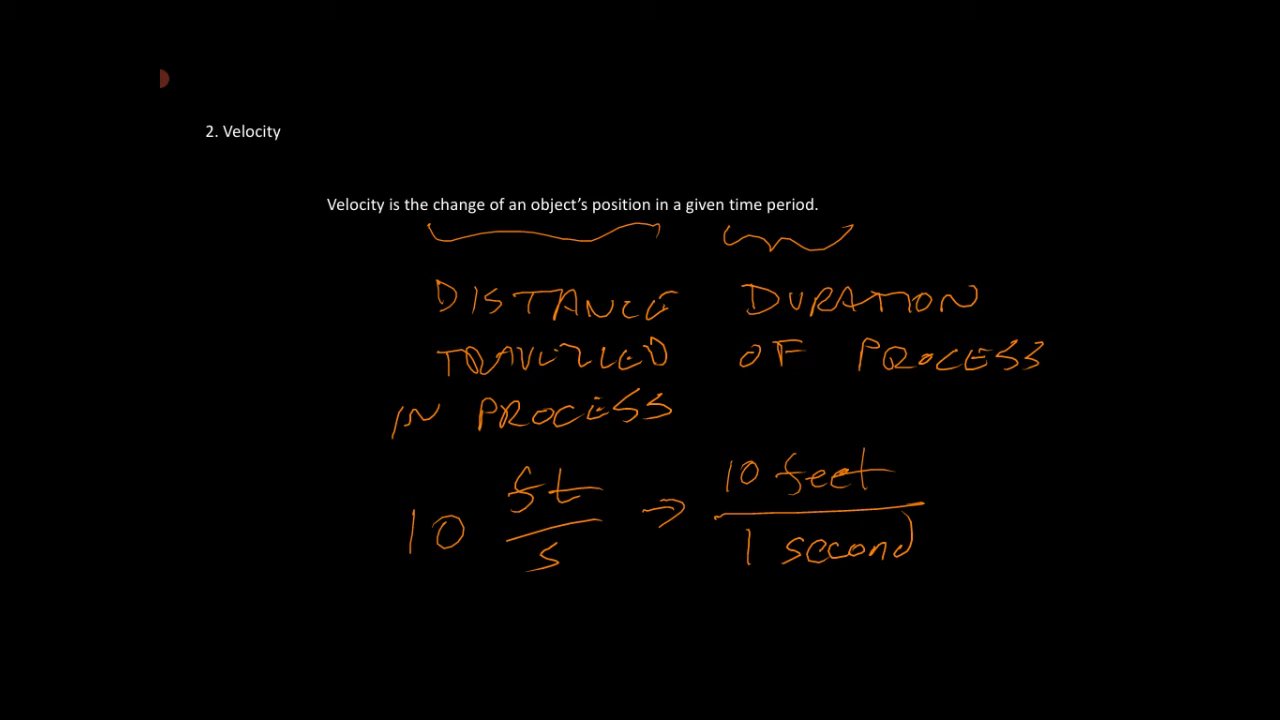 2. Velocity
Velocity is the change of an object's position in a given time period.
DISTANCE DURATION
TRAVELLED OF PROCESS
IN PROCESS
10 ft/s ⇒ 10 feet/1 second